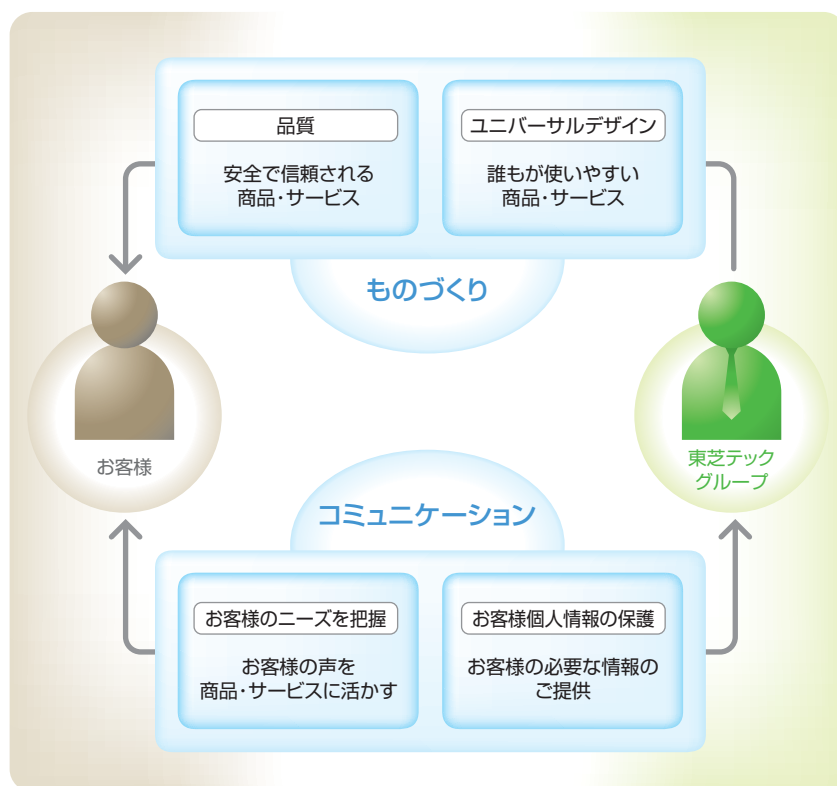 品質
安全で信頼される
商品・サービス
ユニバーサルデザイン
誰もが使いやすい
商品・サービス
ものづくり
お客様
東芝テック
グループ
コミュニケーション
お客様のニーズを把握
お客様の声を
商品・サービスに活かす
お客様個人情報の保護
お客様の必要な情報の
ご提供